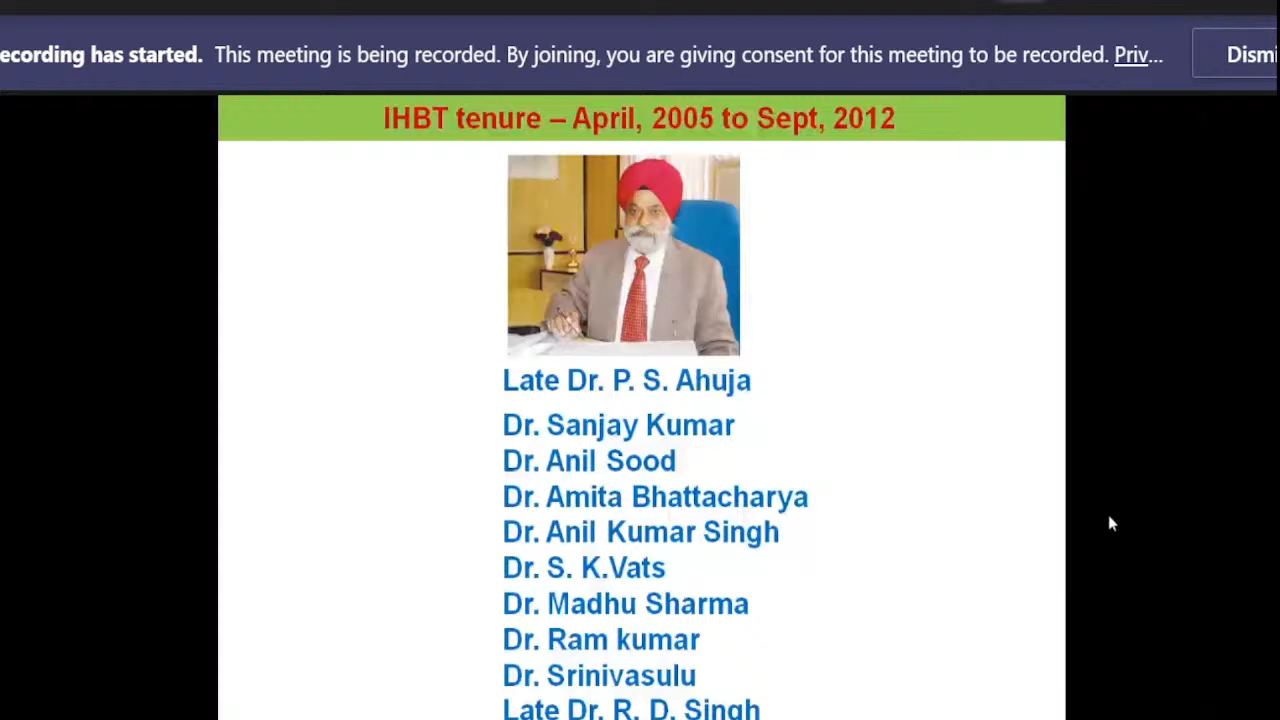 ecording has started. This meeting is being recorded. By joining, you are giving consent for this meeting to be recorded. Priv...
Dismi
IHBT tenure – April, 2005 to Sept, 2012
Late Dr. P. S. Ahuja
Dr. Sanjay Kumar
Dr. Anil Sood
Dr. Amita Bhattacharya
Dr. Anil Kumar Singh
Dr. S. K.Vats
Dr. Madhu Sharma
Dr. Ram kumar
Dr. Srinivasulu
Late Dr. R. D. Singh